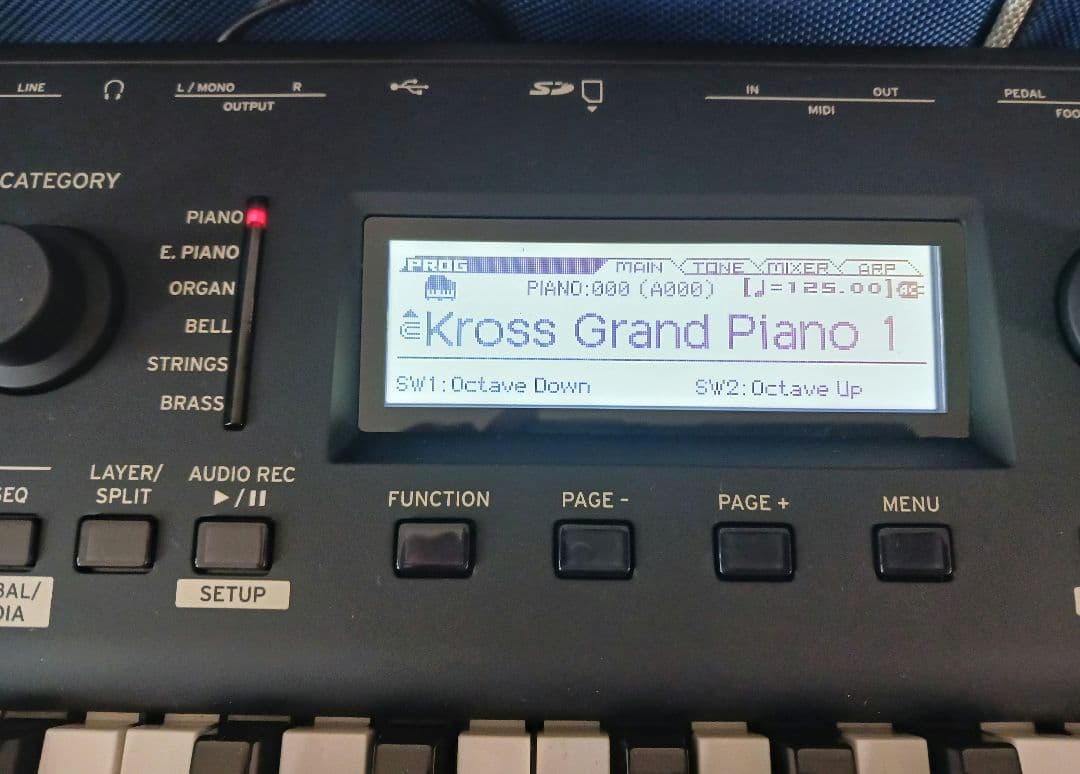 LINE
L/MONO R
OUTPUT
SD
IN OUT
MIDI
PEDAL
CATEGORY
PIANO
E. PIANO
ORGAN
BELL
STRINGS
BRASS
PROG MAIN TONE MIXER ARP
PIANO:000 (A000) [♩=125.00]
Kross Grand Piano 1
SW1:Octave Down SW2:Octave Up
LAYER/
SPLIT
AUDIO REC
▶/II
SETUP
FUNCTION
PAGE -
PAGE +
MENU